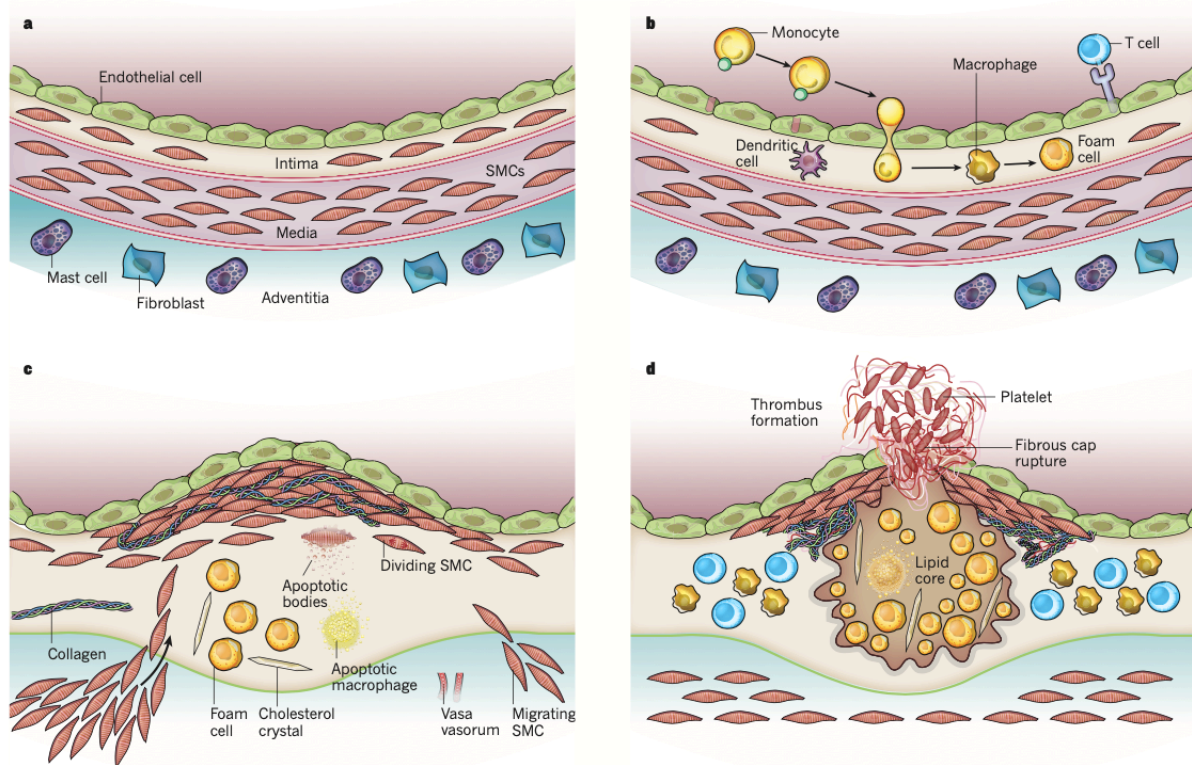 a
Endothelial cell
Intima
SMCs
Media
Mast cell
Fibroblast
Adventitia
b
Monocyte
T cell
Macrophage
Dendritic
cell
Foam
cell
c
Dividing SMC
Apoptotic
bodies
Collagen
Apoptotic
macrophage
Foam
cell
Cholesterol
crystal
Vasa
vasorum
Migrating
SMC
d
Thrombus
formation
Platelet
Fibrous cap
rupture
Lipid
core